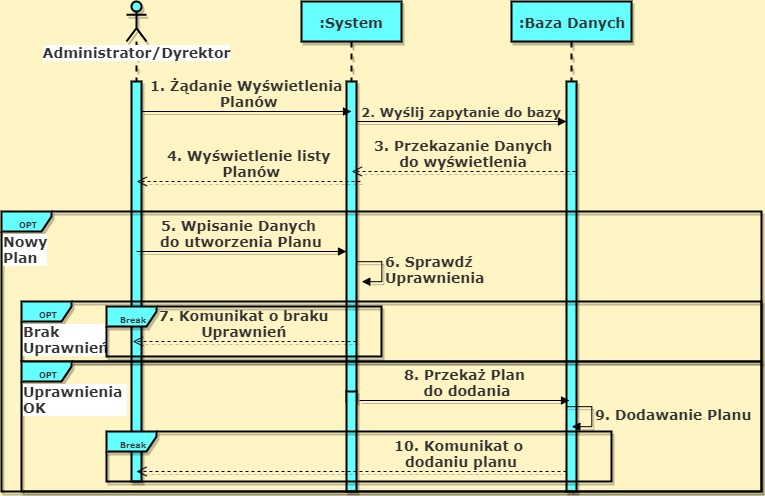 Administrator/Dyrektor
:System
:Baza Danych
1. Żądanie Wyświetlenia
Planów
2. Wyślij zapytanie do bazy
3. Przekazanie Danych
do wyświetlenia
4. Wyświetlenie listy
Planów
OPT
Nowy
Plan
5. Wpisanie Danych
do utworzenia Planu
6. Sprawdź
Uprawnienia
OPT
Brak
Uprawnień
Break
7. Komunikat o braku
Uprawnień
OPT
Uprawnienia
OK
8. Przekaż Plan
do dodania
9. Dodawanie Planu
Break
10. Komunikat o
dodaniu planu